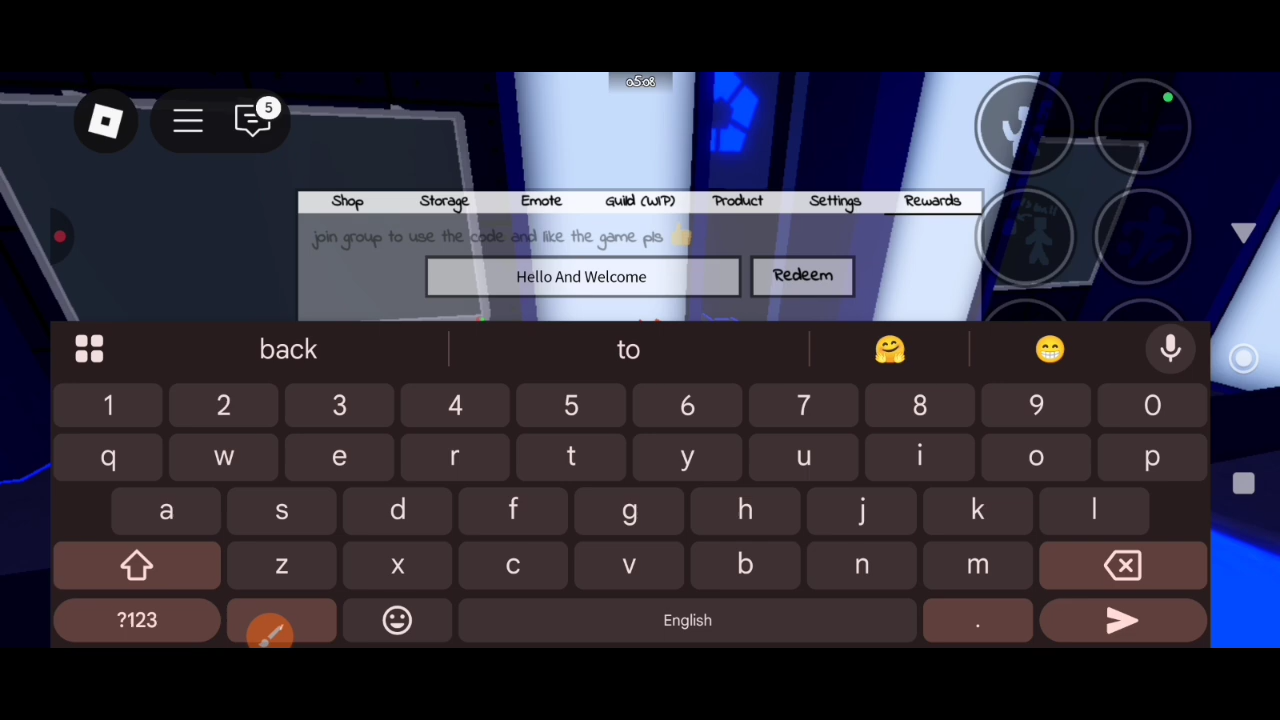 05:08
5
Shop Storage Emote Guild (WIP) Product Settings Rewards
join group to use the code and like the game pls 👍
Hello And Welcome Redeem
back to 🤗 😁
1 2 3 4 5 6 7 8 9 0
q w e r t y u i o p
a s d f g h j k l
z x c v b n m
?123 English .